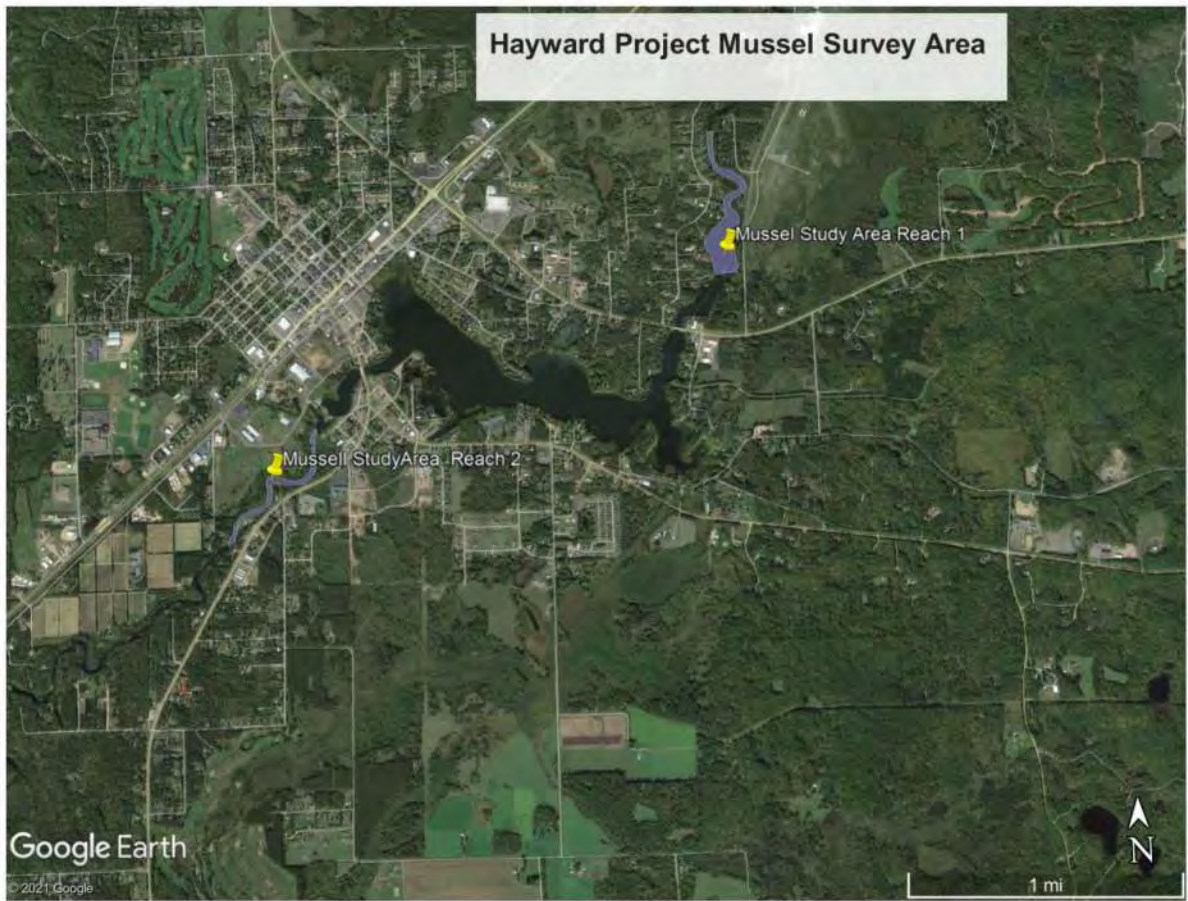 Hayward Project Mussel Survey Area
Mussel Study Area Reach 1
Mussell StudyArea Reach 2
Google Earth
© 2021 Google
N
1 mi